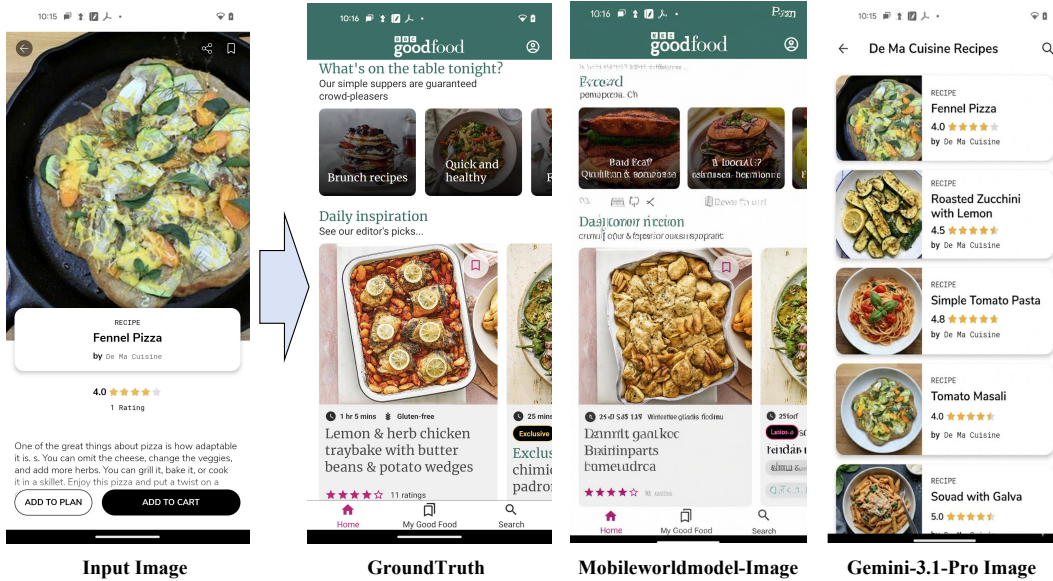 10:15
RECIPE
Fennel Pizza
by De Ma Cuisine
4.0
1 Rating
One of the great things about pizza is how adaptable
it is. s. You can omit the cheese, change the veggies,
and add more herbs. You can grill it, bake it, or cook
it in a skillet. Enjoy this pizza and put a twist on a
ADD TO PLAN
ADD TO CART
Input Image
10:16
BBC
goodfood
What's on the table tonight?
Our simple suppers are guaranteed
crowd-pleasers
Brunch recipes
Quick and
healthy
F
Daily inspiration
See our editor's picks...
1 hr 5 mins
Gluten-free
25 mins
Lemon & herb chicken
traybake with butter
beans & potato wedges
Exclusive
Exclus
chimic
padron
11 ratings
Home
My Good Food
Search
GroundTruth
10:16
BBC
goodfood
Home
My Good Food
Search
Mobileworldmodel-Image
10:15
De Ma Cuisine Recipes
RECIPE
Fennel Pizza
4.0
by De Ma Cuisine
RECIPE
Roasted Zucchini
with Lemon
4.5
by De Ma Cuisine
RECIPE
Simple Tomato Pasta
4.8
by De Ma Cuisine
RECIPE
Tomato Masali
4.0
by De Ma Cuisine
RECIPE
Souad with Galva
5.0
Gemini-3.1-Pro Image